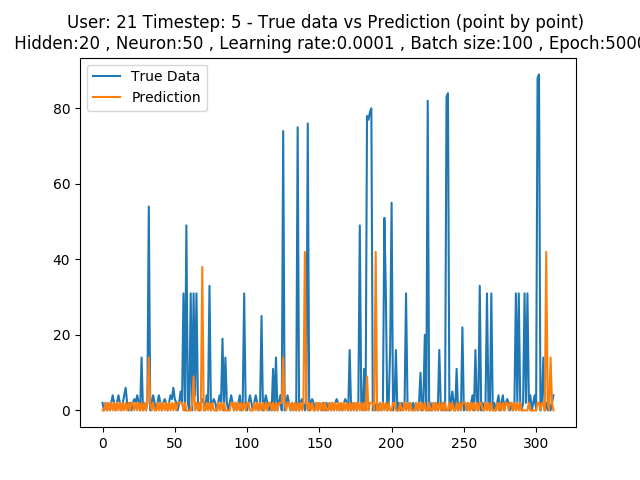 User: 21 Timestep: 5 - True data vs Prediction (point by point)
Hidden:20 , Neuron:50 , Learning rate:0.0001 , Batch size:100 , Epoch:5000
True Data
Prediction
80
60
40
20
0
0 50 100 150 200 250 300